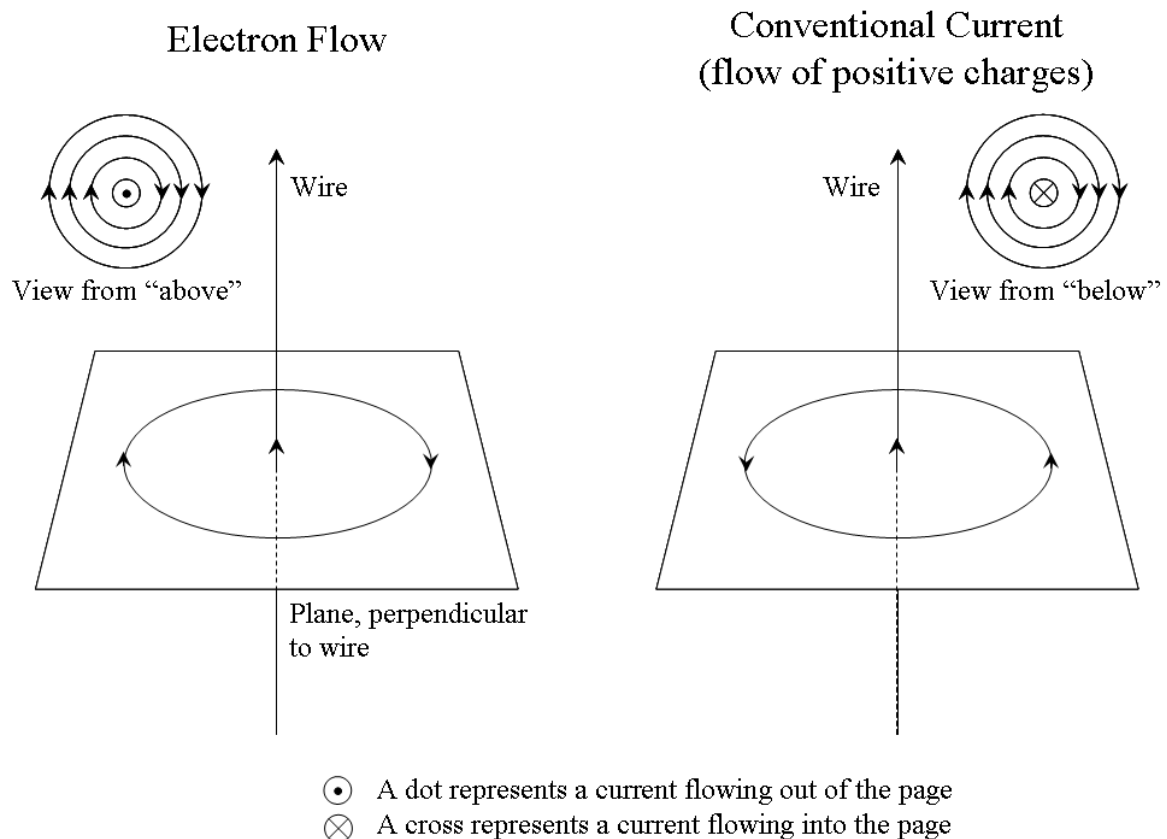 Electron Flow
Conventional Current
(flow of positive charges)
Wire
View from “above”
Wire
View from “below”
Plane, perpendicular
to wire
A dot represents a current flowing out of the page
A cross represents a current flowing into the page